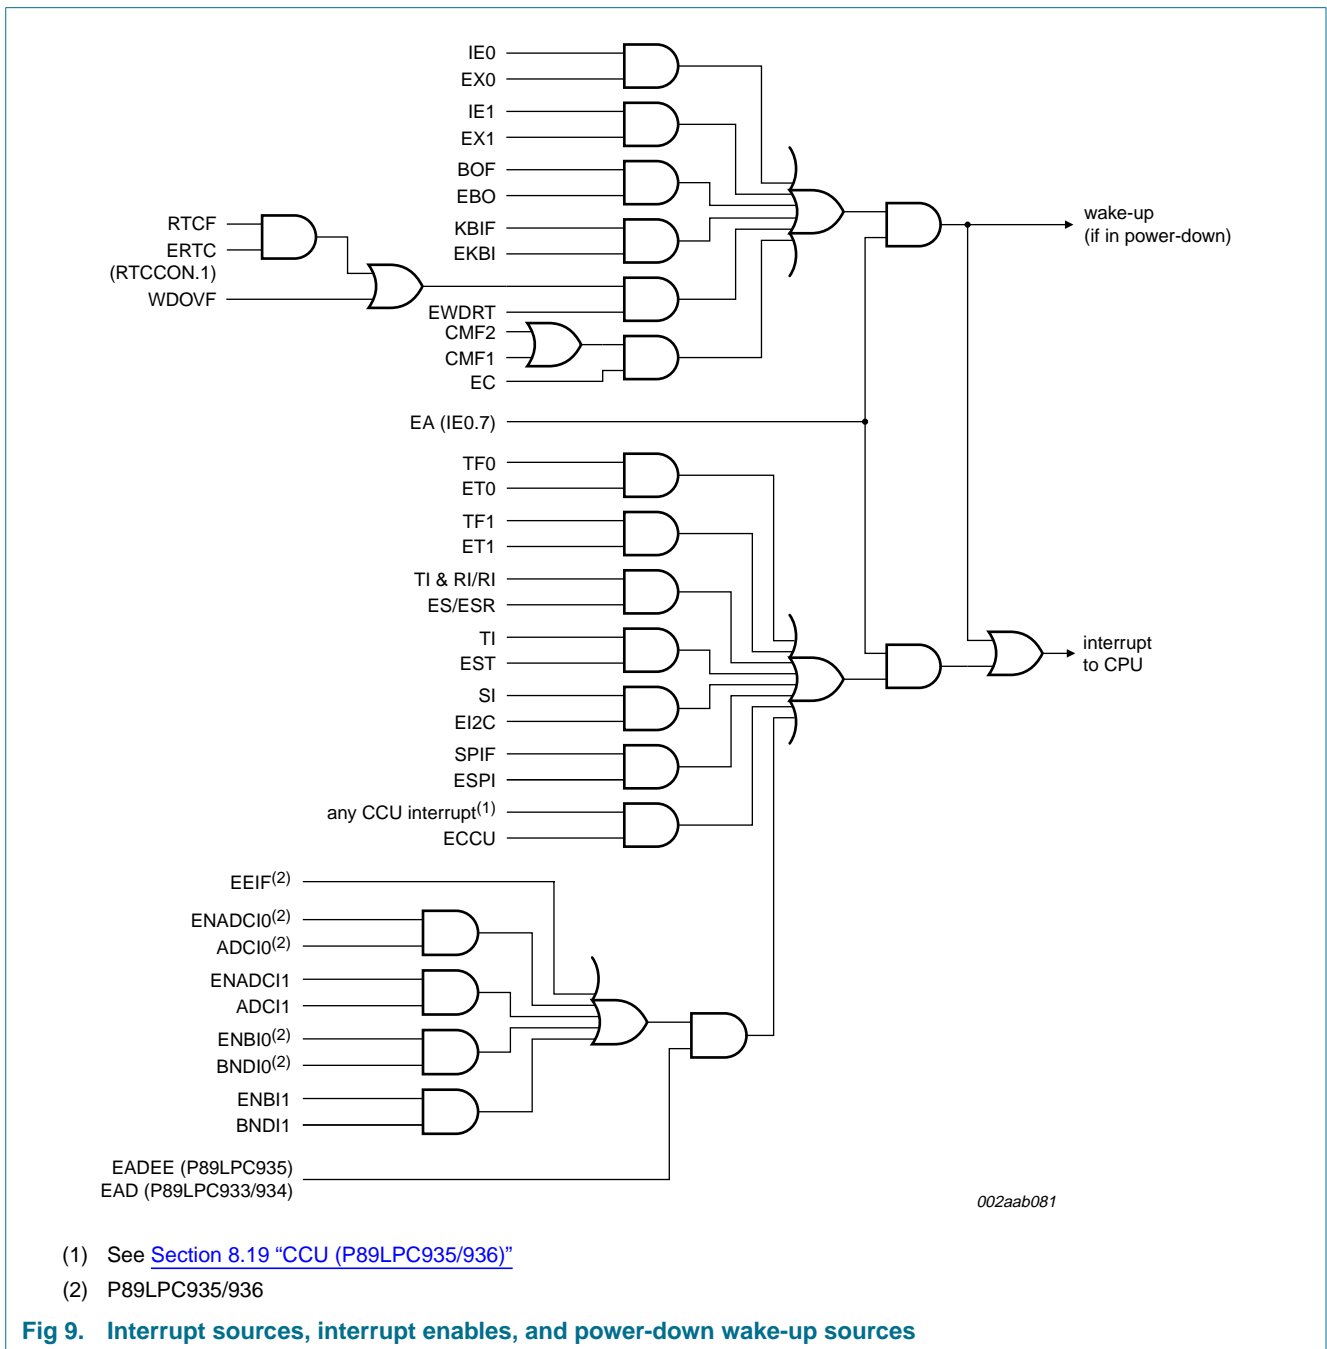 IE0
EX0
IE1
EX1
BOF
EBO
KBIF
EKBI
RTCF
ERTC
(RTCCON.1)
WDOVF
EWDRT
CMF2
CMF1
EC
wake-up
(if in power-down)
EA (IE0.7)
TF0
ET0
TF1
ET1
TI & RI/RI
ES/ESR
TI
EST
SI
EI2C
SPIF
ESPI
any CCU interrupt(1)
ECCU
interrupt
to CPU
EEIF(2)
ENADCI0(2)
ADCI0(2)
ENADCI1
ADCI1
ENBI0(2)
BNDI0(2)
ENBI1
BNDI1
EADEE (P89LPC935)
EAD (P89LPC933/934)
002aab081
(1) See Section 8.19 “CCU (P89LPC935/936)”
(2) P89LPC935/936
Fig 9. Interrupt sources, interrupt enables, and power-down wake-up sources